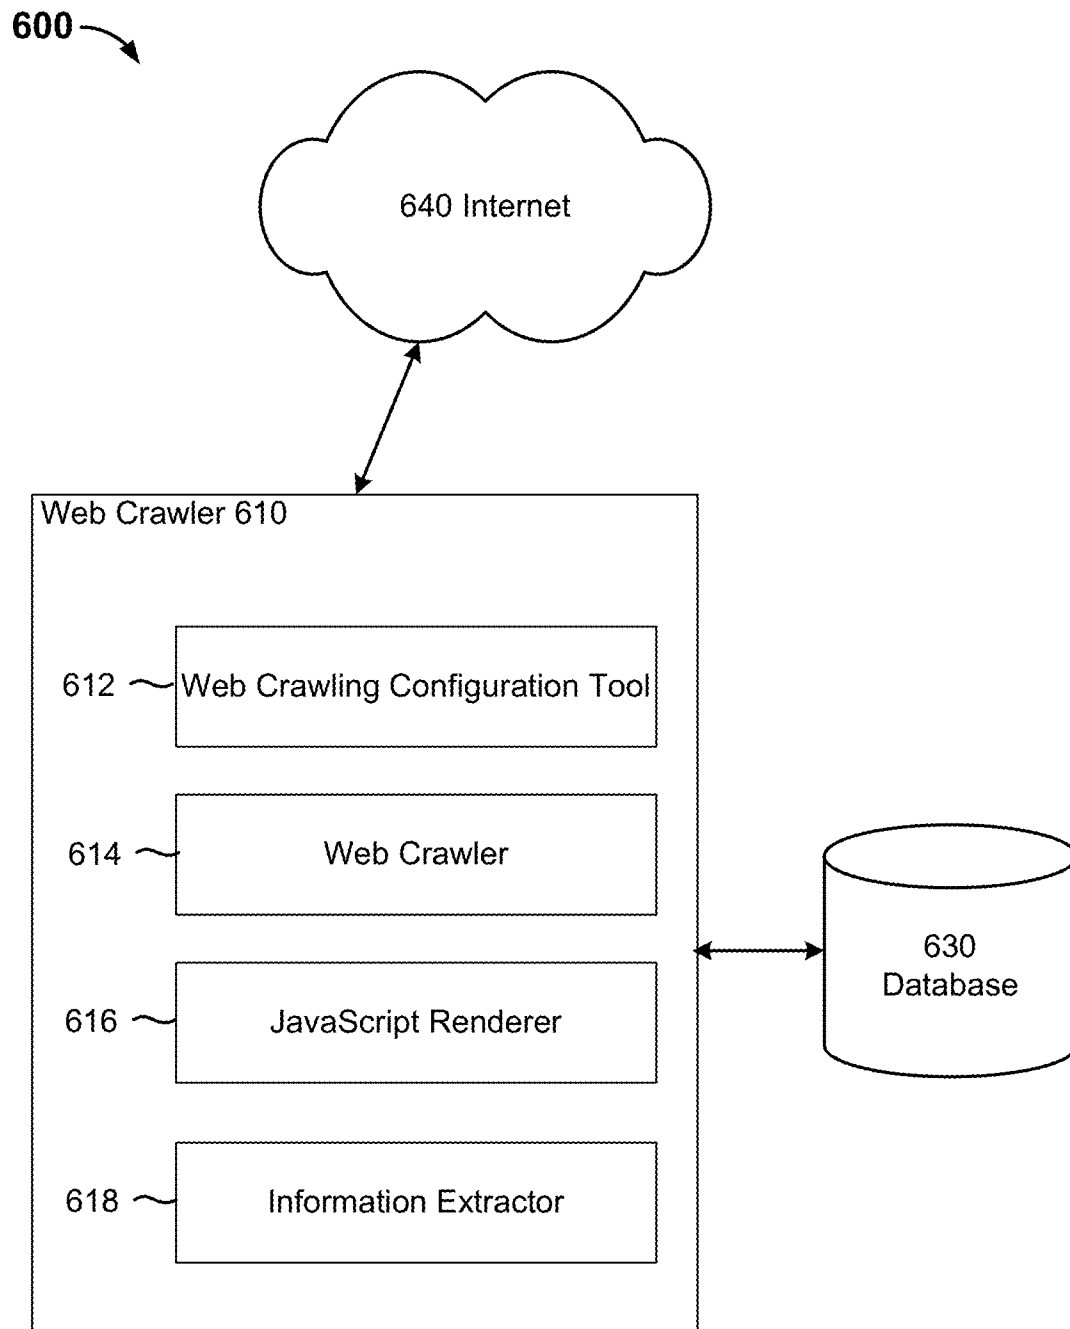 600
640 Internet
Web Crawler 610
612
Web Crawling Configuration Tool
614
Web Crawler
616
JavaScript Renderer
618
Information Extractor
630
Database